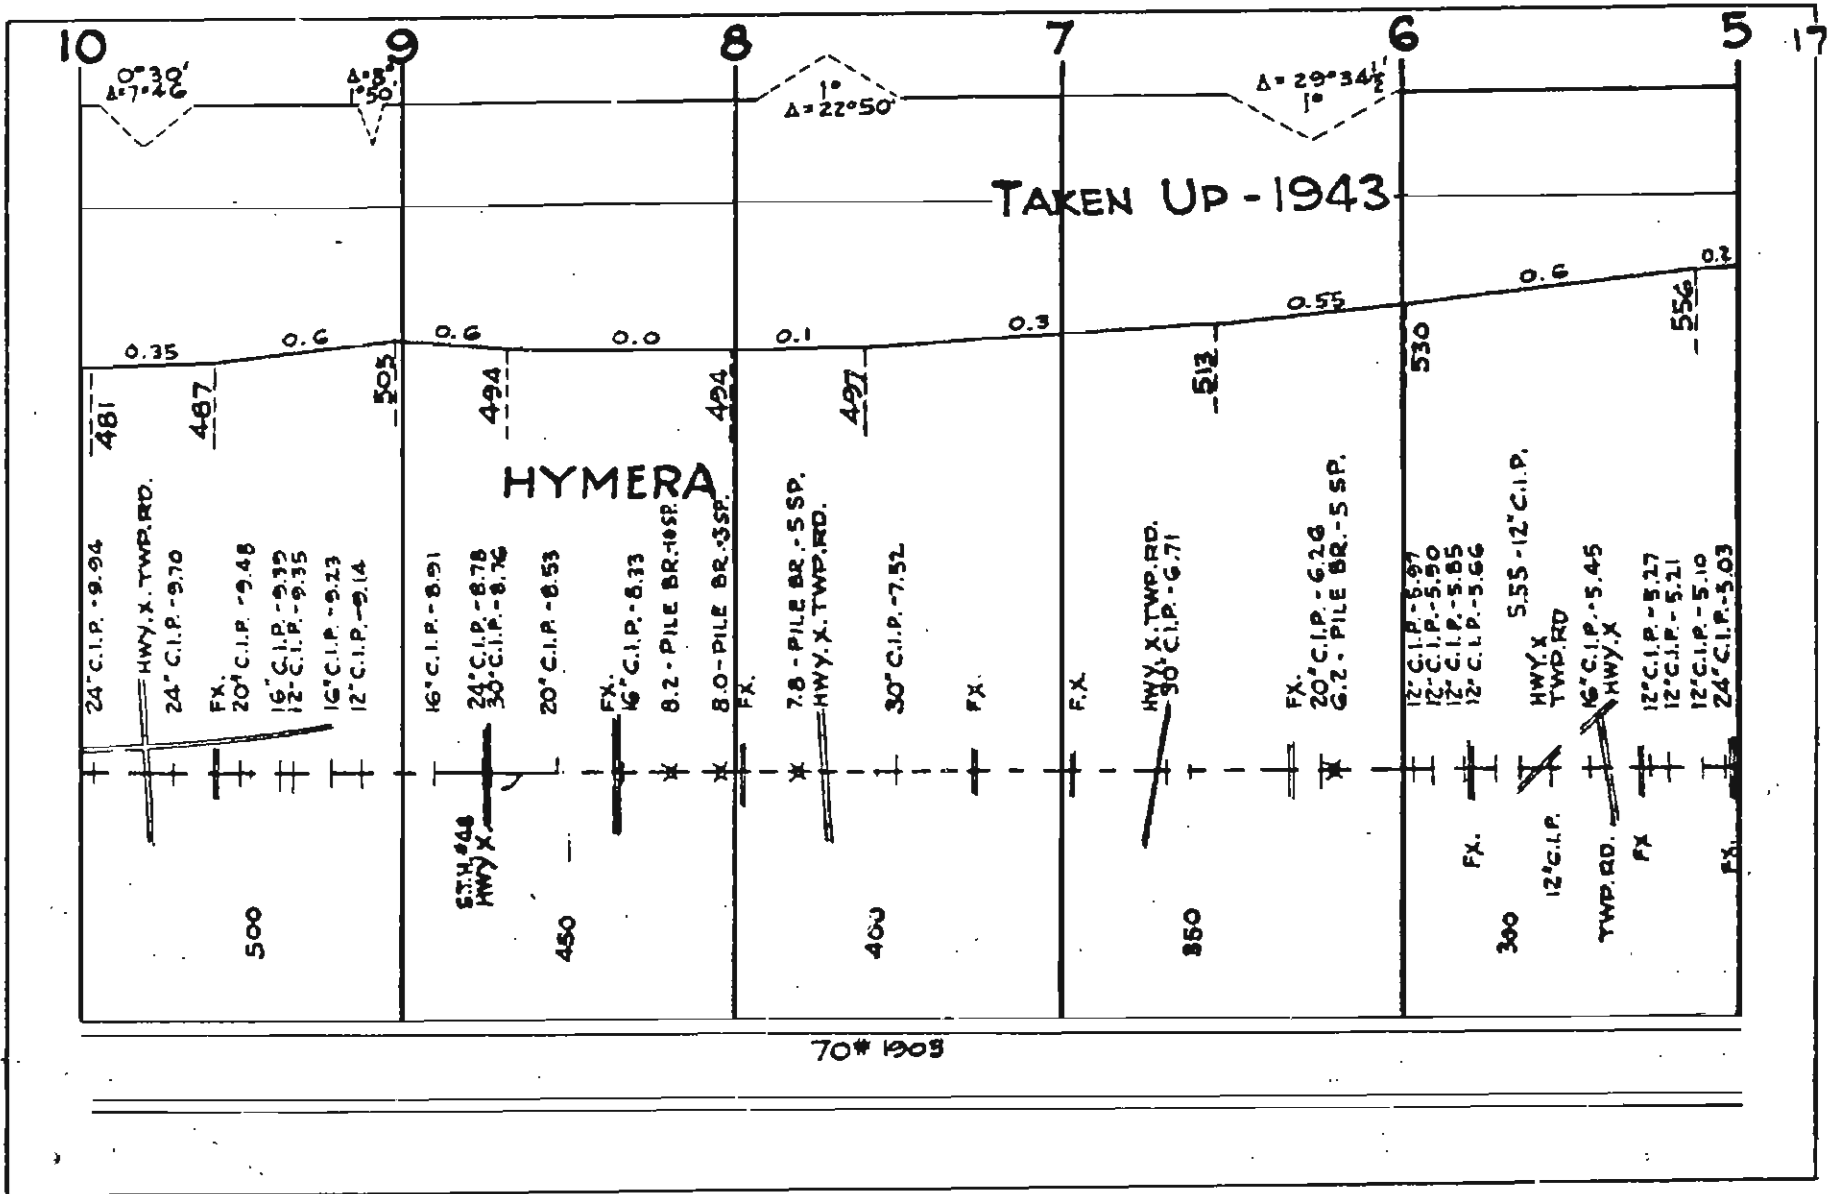 10 9 8 7 6 5 17
0°30'
Δ=7°46'
Δ=8°
1°50'
1°
Δ=22°50'
Δ=29°34½'
1°
TAKEN UP - 1943
0.35 0.6 0.6 0.0 0.1 0.3 0.55 0.6 0.2
481
487
503
494
494
497
513
530
556
HYMERA
24" C.I.P. - 9.94
HWY. X. TWP. RD.
24" C.I.P. - 9.70
FX.
20" C.I.P. - 9.48
16" C.I.P. - 9.39
12" C.I.P. - 9.35
16" C.I.P. - 9.23
12" C.I.P. - 9.14
16" C.I.P. - 8.91
24" C.I.P. - 8.78
30" C.I.P. - 8.76
20" C.I.P. - 8.53
FX.
16" C.I.P. - 8.33
8.2 - PILE BR. - 10 SP.
8.0 - PILE BR. - 3 SP.
FX.
7.8 - PILE BR. - 5 SP.
HWY. X. TWP. RD.
30" C.I.P. - 7.52
FX.
F.X.
HWY. X. TWP. RD.
30" C.I.P. - 6.71
FX.
20" C.I.P. - 6.26
6.2 - PILE BR. - 5 SP.
12" C.I.P. - 5.97
12" C.I.P. - 5.90
12" C.I.P. - 5.85
12" C.I.P. - 5.66
5.55 - 12" C.I.P.
HWY. X
TWP. RD
16" C.I.P. - 5.45
HWY. X
12" C.I.P. - 5.27
12" C.I.P. - 5.21
12" C.I.P. - 5.10
24" C.I.P. - 5.03
S.T.H. #48
HWY X.
FX.
12" C.I.P.
TWP. RD.
FX
FX.
500
450
400
350
300
70# 1903